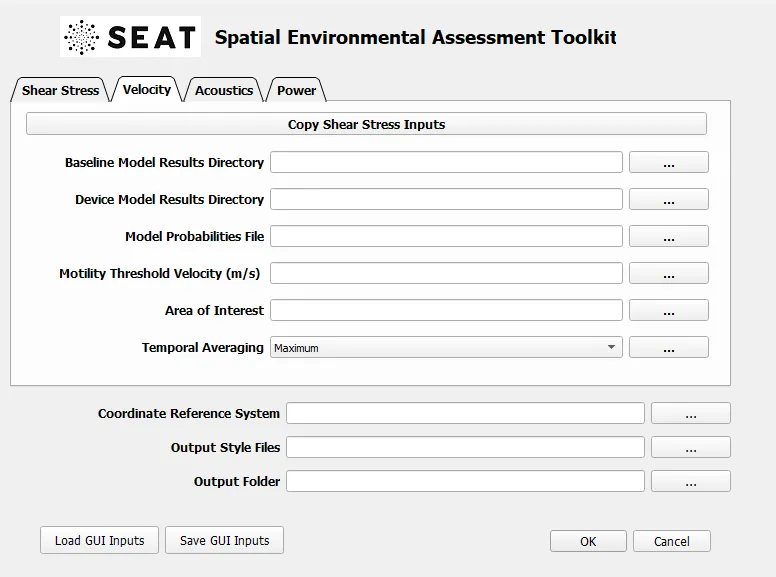 SEAT Spatial Environmental Assessment Toolkit
Shear Stress Velocity Acoustics Power
Copy Shear Stress Inputs
Baseline Model Results Directory ...
Device Model Results Directory ...
Model Probabilities File ...
Motility Threshold Velocity (m/s) ...
Area of Interest ...
Temporal Averaging Maximum ...
Coordinate Reference System ...
Output Style Files ...
Output Folder ...
Load GUI Inputs Save GUI Inputs OK Cancel